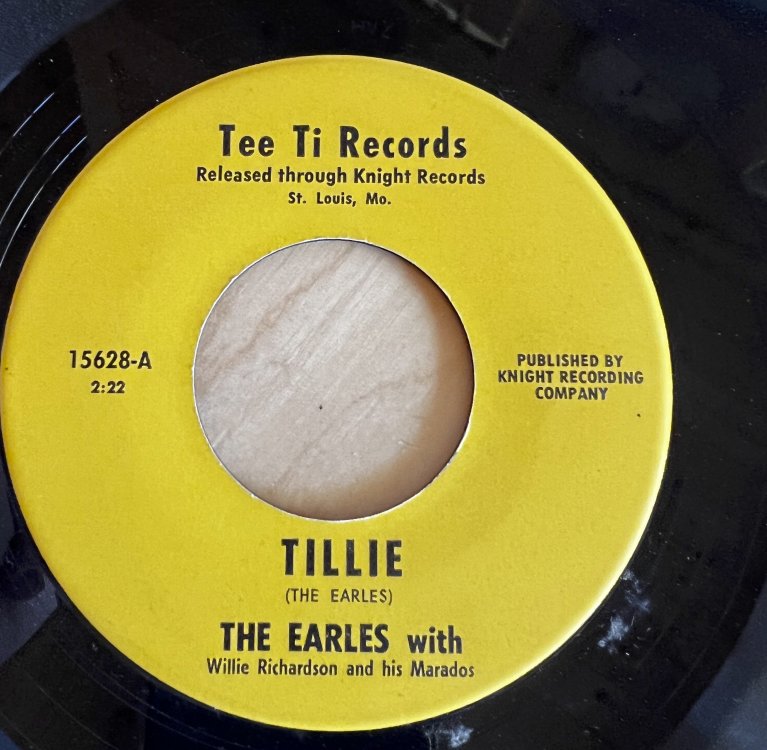 Tee Ti Records
Released through Knight Records
St. Louis, Mo.
15628-A
2:22
PUBLISHED BY
KNIGHT RECORDING
COMPANY
TILLIE
(THE EARLES)
THE EARLES with
Willie Richardson and his Marados